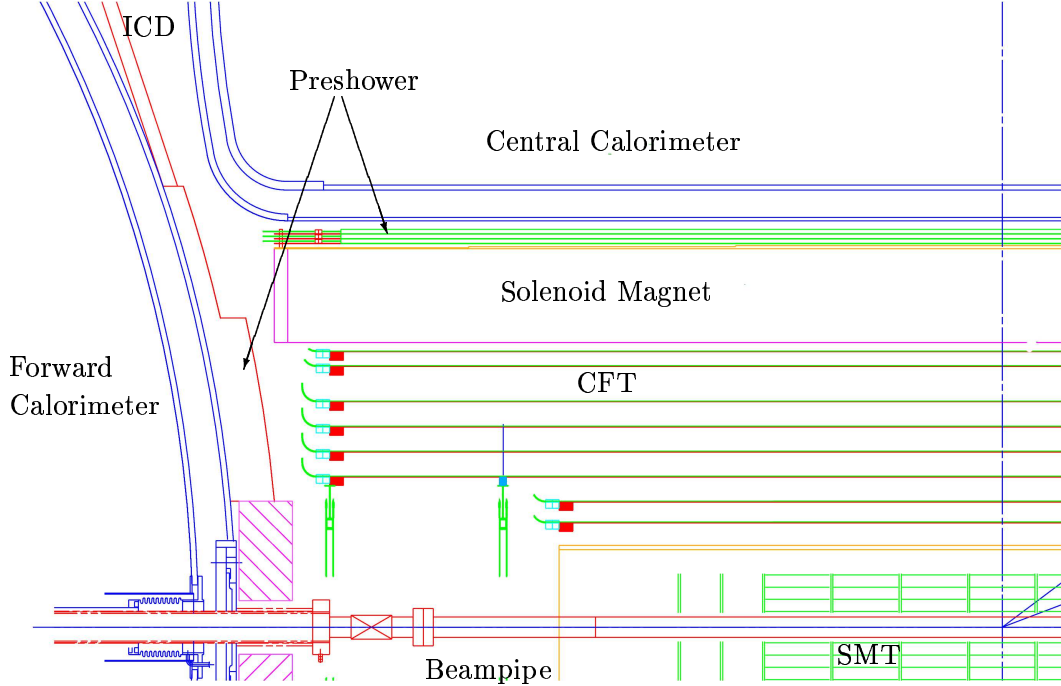 ICD
Preshower
Central Calorimeter
Solenoid Magnet
Forward
Calorimeter
CFT
SMT
Beampipe